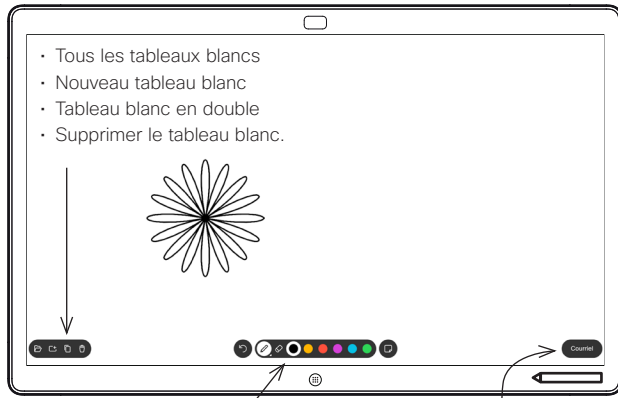 • Tous les tableaux blancs
• Nouveau tableau blanc
• Tableau blanc en double
• Supprimer le tableau blanc.
Courriel